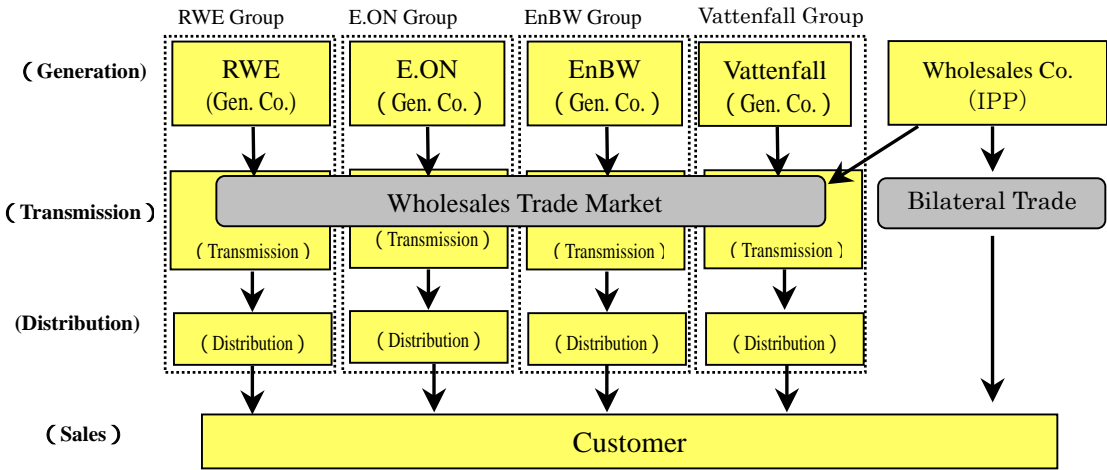 RWE Group
E.ON Group
EnBW Group
Vattenfall Group
(Generation)
RWE
(Gen. Co.)
E.ON
(Gen. Co.)
EnBW
(Gen. Co.)
Vattenfall
(Gen. Co.)
Wholesales Co.
(IPP)
(Transmission)
Wholesales Trade Market
Bilateral Trade
(Transmission)
(Transmission)
(Transmission)
(Transmission)
(Distribution)
(Distribution)
(Distribution)
(Distribution)
(Distribution)
(Sales)
Customer